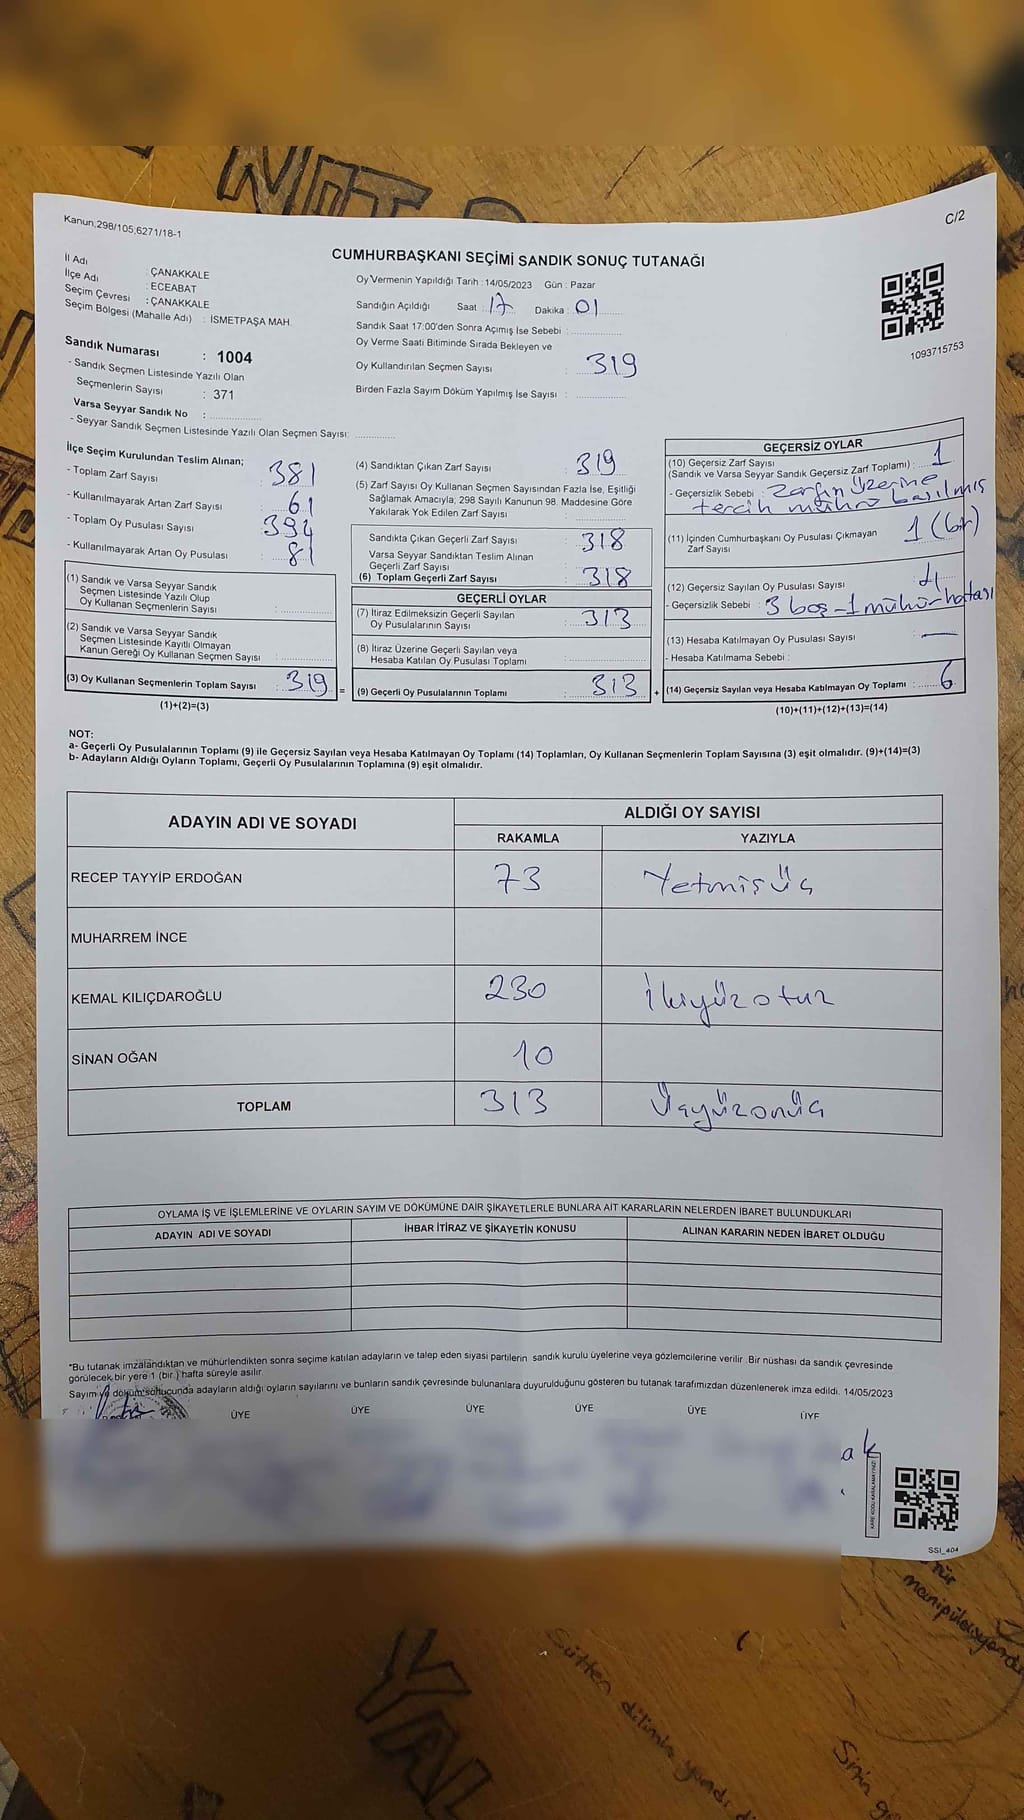 NOT
Kanun;298/105,6271/18-1
C/2
CUMHURBAŞKANI SEÇİMİ SANDIK SONUÇ TUTANAĞI
İl Adı : ÇANAKKALE
İlçe Adı : ECEABAT
Seçim Çevresi : ÇANAKKALE
Seçim Bölgesi (Mahalle Adı) : İSMETPAŞA MAH.
Sandık Numarası : 1004
- Sandık Seçmen Listesinde Yazılı Olan
Seçmenlerin Sayısı : 371
Varsa Seyyar Sandık No :
- Seyyar Sandık Seçmen Listesinde Yazılı Olan Seçmen Sayısı:
Oy Vermenin Yapıldığı Tarih : 14/05/2023 Gün : Pazar
Sandığın Açıldığı Saat : 17 Dakika : 01
Sandık Saat 17:00'den Sonra Açımış İse Sebebi :
Oy Verme Saati Bitiminde Sırada Bekleyen ve
Oy Kullandırılan Seçmen Sayısı : 319
Birden Fazla Sayım Döküm Yapılmış İse Sayısı :
1093715753
İlçe Seçim Kurulundan Teslim Alınan;
- Toplam Zarf Sayısı : 381
- Kullanılmayarak Artan Zarf Sayısı : 61
- Toplam Oy Pusulası Sayısı : 394
- Kullanılmayarak Artan Oy Pusulası : 81
(1) Sandık ve Varsa Seyyar Sandık
Seçmen Listesinde Yazılı Olup
Oy Kullanan Seçmenlerin Sayısı :
(2) Sandık ve Varsa Seyyar Sandık
Seçmen Listesinde Kayıtlı Olmayan
Kanun Gereği Oy Kullanan Seçmen Sayısı :
(3) Oy Kullanan Seçmenlerin Toplam Sayısı : 319 =
(1)+(2)=(3)
(4) Sandıktan Çıkan Zarf Sayısı : 319
(5) Zarf Sayısı Oy Kullanan Seçmen Sayısından Fazla İse, Eşitliği
Sağlamak Amacıyla; 298 Sayılı Kanunun 98. Maddesine Göre
Yakılarak Yok Edilen Zarf Sayısı :
Sandıkta Çıkan Geçerli Zarf Sayısı : 318
Varsa Seyyar Sandıktan Teslim Alınan
Geçerli Zarf Sayısı :
(6) Toplam Geçerli Zarf Sayısı : 318
GEÇERLİ OYLAR
(7) İtiraz Edilmeksizin Geçerli Sayılan
Oy Pusulalarının Sayısı : 313
(8) İtiraz Üzerine Geçerli Sayılan veya
Hesaba Katılan Oy Pusulası Toplamı :
(9) Geçerli Oy Pusulalarının Toplamı : 313 +
GEÇERSİZ OYLAR
(10) Geçersiz Zarf Sayısı
(Sandık ve Varsa Seyyar Sandık Geçersiz Zarf Toplamı) : 1
- Geçersizlik Sebebi : Zarfın üzerine
tercih mührü basılmış
(11) İçinden Cumhurbaşkanı Oy Pusulası Çıkmayan
Zarf Sayısı 1 (bir)
(12) Geçersiz Sayılan Oy Pusulası Sayısı : 4
- Geçersizlik Sebebi : 3 boş - 1 mühür hatası
(13) Hesaba Katılmayan Oy Pusulası Sayısı : —
- Hesaba Katılmama Sebebi :
(14) Geçersiz Sayılan veya Hesaba Katılmayan Oy Toplamı : 6
(10)+(11)+(12)+(13)=(14)
NOT:
a- Geçerli Oy Pusulalarının Toplamı (9) ile Geçersiz Sayılan veya Hesaba Katılmayan Oy Toplamı (14) Toplamları, Oy Kullanan Seçmenlerin Toplam Sayısına (3) eşit olmalıdır. (9)+(14)=(3)
b- Adayların Aldığı Oyların Toplamı, Geçerli Oy Pusulalarının Toplamına (9) eşit olmalıdır.
ADAYIN ADI VE SOYADI
ALDIĞI OY SAYISI
RAKAMLA YAZIYLA
RECEP TAYYİP ERDOĞAN 73 Yetmişüç
MUHARREM İNCE
KEMAL KILIÇDAROĞLU 230 İkiyüzotuz
SİNAN OĞAN 10
TOPLAM 313 Üçyüzonüç
OYLAMA İŞ VE İŞLEMLERİNE VE OYLARIN SAYIM VE DÖKÜMÜNE DAİR ŞİKAYETLERLE BUNLARA AİT KARARLARIN NELERDEN İBARET BULUNDUKLARI
ADAYIN ADI VE SOYADI İHBAR İTİRAZ VE ŞİKAYETİN KONUSU ALINAN KARARIN NEDEN İBARET OLDUĞU
*Bu tutanak imzalandıktan ve mühürlendikten sonra seçime katılan adayların ve talep eden siyasi partilerin sandık kurulu üyelerine veya gözlemcilerine verilir. Bir nüshası da sandık çevresinde
görülecek bir yere 1 (bir ) hafta süreyle asılır.
Sayım ve döküm sonucunda adayların aldığı oyların sayılarını ve bunların sandık çevresinde bulunanlara duyurulduğunu gösteren bu tutanak tarafımızdan düzenlenerek imza edildi. 14/05/2023
ÜYE ÜYE ÜYE ÜYE ÜYE ÜYE
ak
SSI_404
YAL
Sütten dilimle yandı